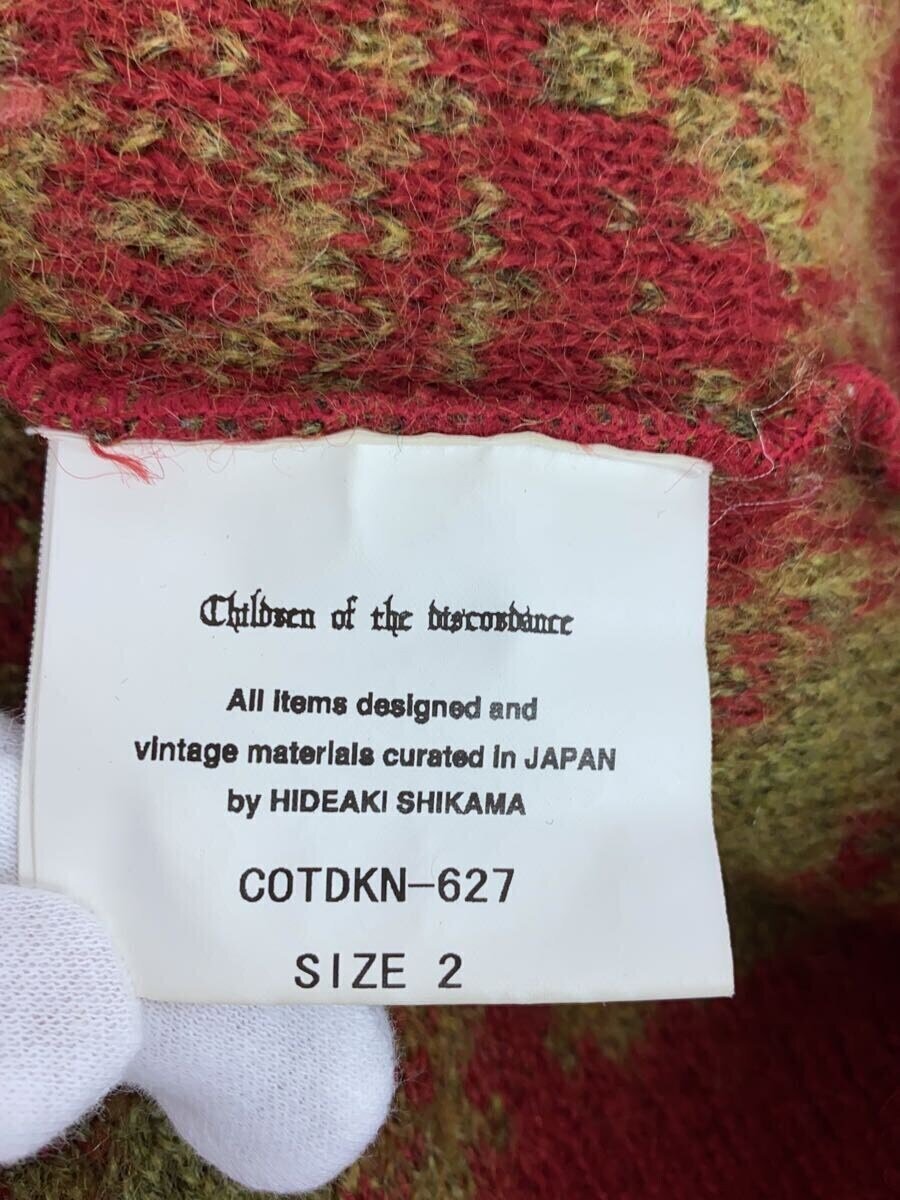 Children of the discordance
All items designed and
vintage materials curated in JAPAN
by HIDEAKI SHIKAMA
COTDKN-627
SIZE 2